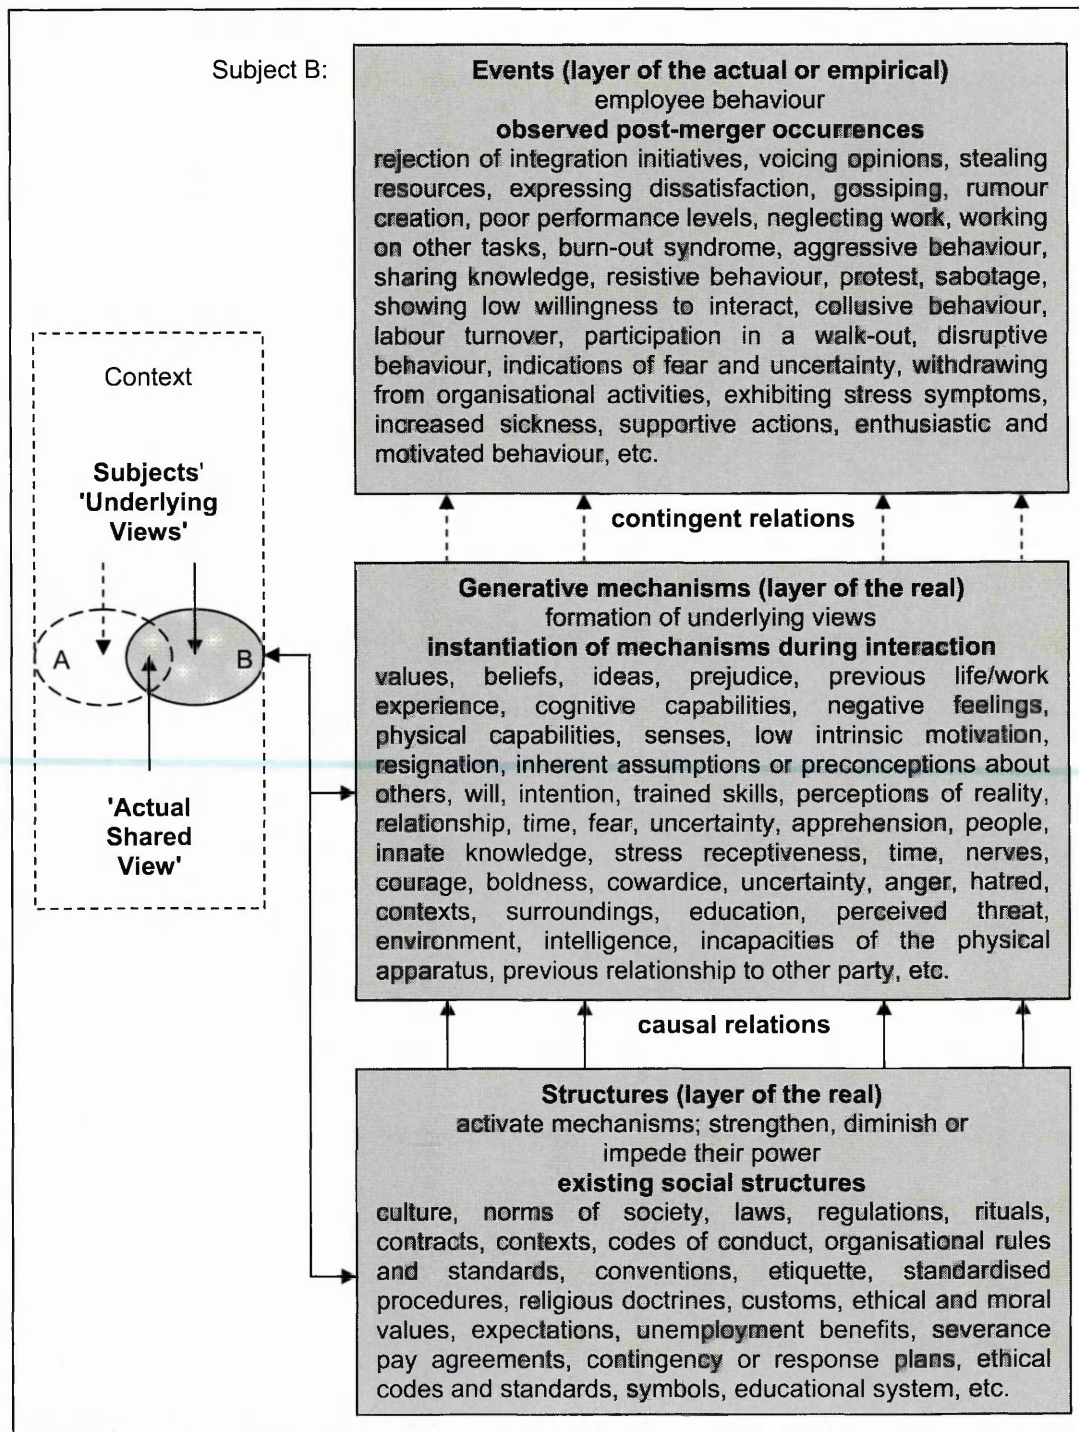 Subject B:
Events (layer of the actual or empirical)
employee behaviour
observed post-merger occurrences
rejection of integration initiatives, voicing opinions, stealing
resources, expressing dissatisfaction, gossiping, rumour
creation, poor performance levels, neglecting work, working
on other tasks, burn-out syndrome, aggressive behaviour,
sharing knowledge, resistive behaviour, protest, sabotage,
showing low willingness to interact, collusive behaviour,
labour turnover, participation in a walk-out, disruptive
behaviour, indications of fear and uncertainty, withdrawing
from organisational activities, exhibiting stress symptoms,
increased sickness, supportive actions, enthusiastic and
motivated behaviour, etc.
Context
Subjects'
'Underlying
Views'
A
B
'Actual
Shared
View'
contingent relations
Generative mechanisms (layer of the real)
formation of underlying views
instantiation of mechanisms during interaction
values, beliefs, ideas, prejudice, previous life/work
experience, cognitive capabilities, negative feelings,
physical capabilities, senses, low intrinsic motivation,
resignation, inherent assumptions or preconceptions about
others, will, intention, trained skills, perceptions of reality,
relationship, time, fear, uncertainty, apprehension, people,
innate knowledge, stress receptiveness, time, nerves,
courage, boldness, cowardice, uncertainty, anger, hatred,
contexts, surroundings, education, perceived threat,
environment, intelligence, incapacities of the physical
apparatus, previous relationship to other party, etc.
causal relations
Structures (layer of the real)
activate mechanisms; strengthen, diminish or
impede their power
existing social structures
culture, norms of society, laws, regulations, rituals,
contracts, contexts, codes of conduct, organisational rules
and standards, conventions, etiquette, standardised
procedures, religious doctrines, customs, ethical and moral
values, expectations, unemployment benefits, severance
pay agreements, contingency or response plans, ethical
codes and standards, symbols, educational system, etc.